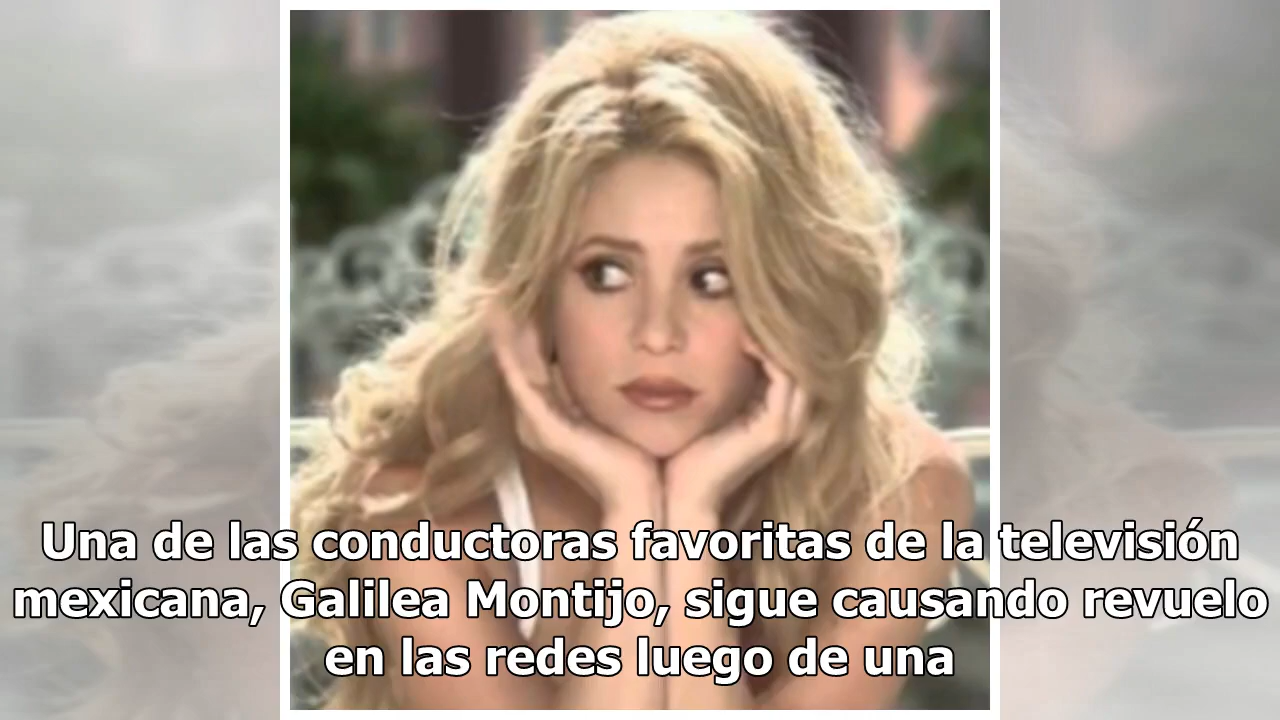 Una de las conductoras favoritas de la televisión
mexicana, Galilea Montijo, sigue causando revuelo
en las redes luego de una